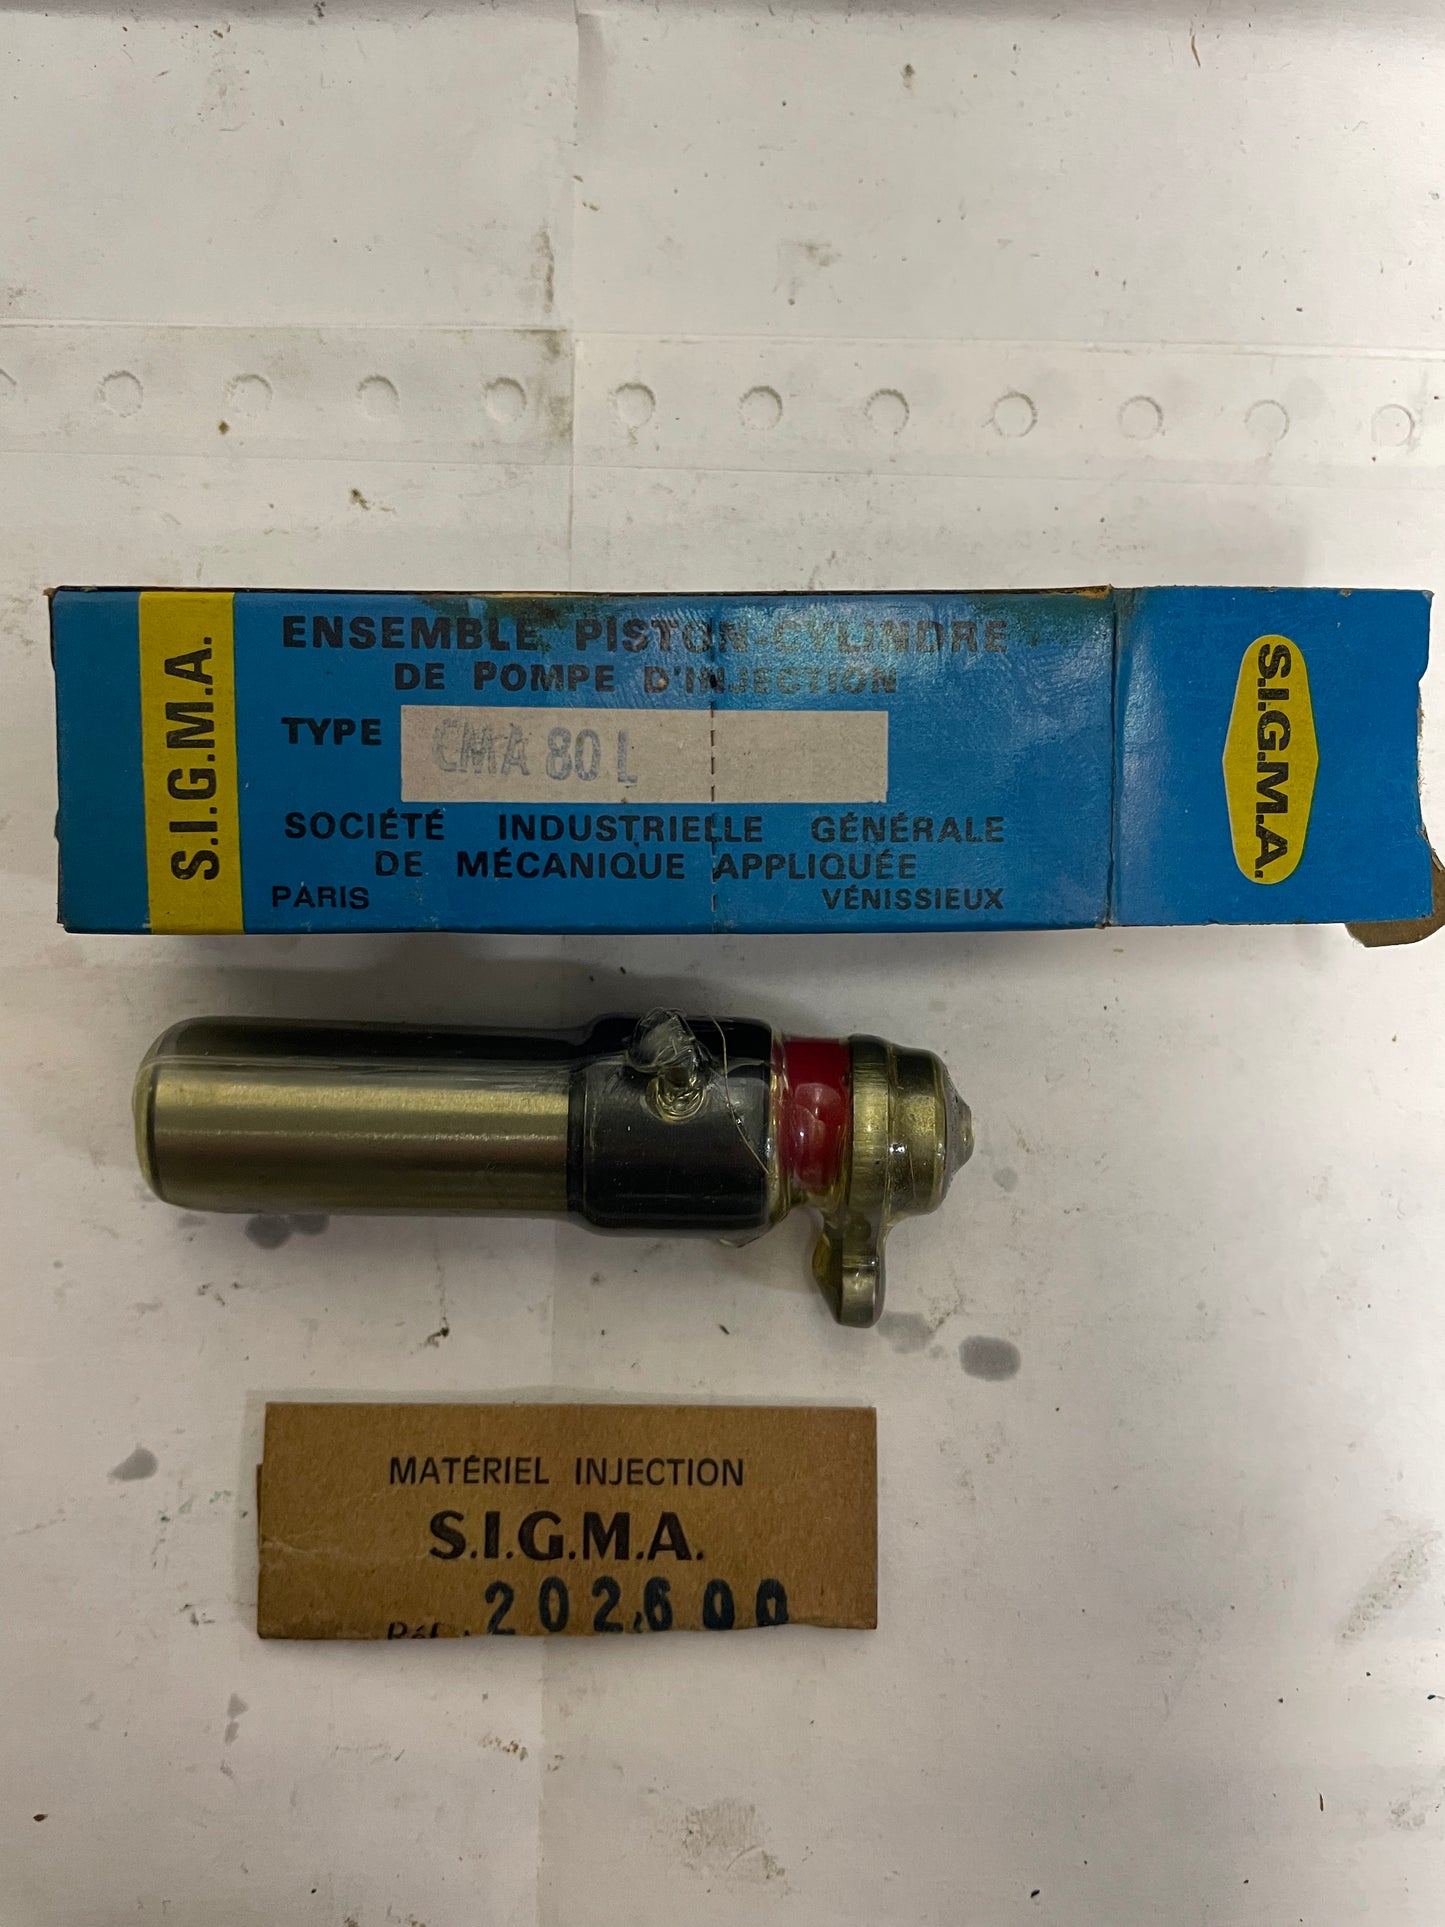 S.I.G.M.A.
ENSEMBLE PISTON-CYLINDRE
DE POMPE D'INJECTION
TYPE CMA 80 L
SOCIÉTÉ INDUSTRIELLE GÉNÉRALE
DE MÉCANIQUE APPLIQUÉE
PARIS VÉNISSIEUX
S.I.G.M.A.
MATÉRIEL INJECTION
S.I.G.M.A.
Réf : 202600